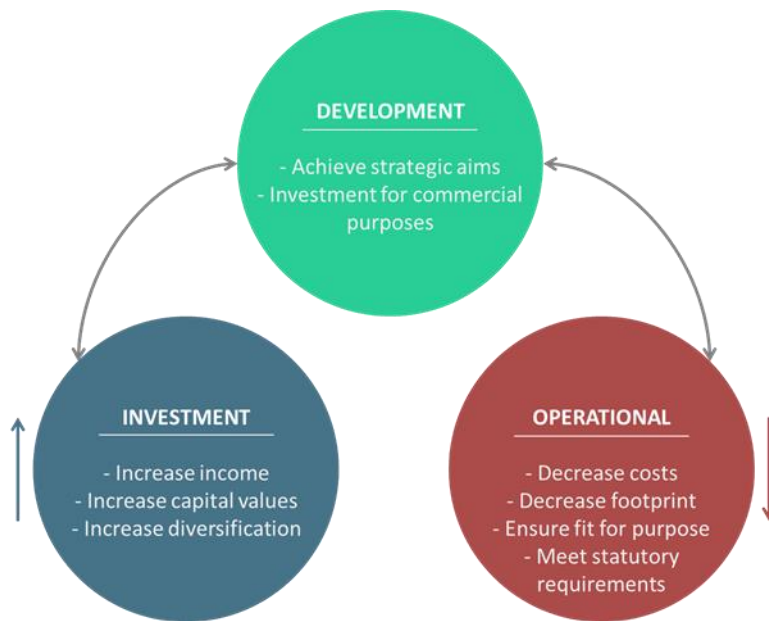 DEVELOPMENT
- Achieve strategic aims
- Investment for commercial
purposes
INVESTMENT
- Increase income
- Increase capital values
- Increase diversification
OPERATIONAL
- Decrease costs
- Decrease footprint
- Ensure fit for purpose
- Meet statutory
requirements